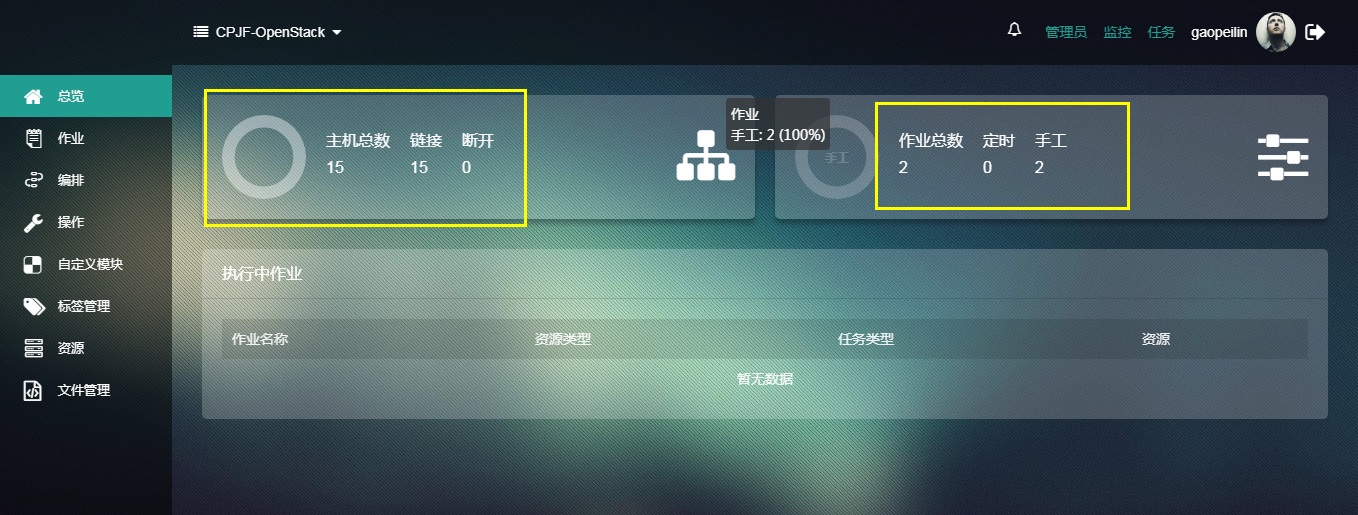 CPJF-OpenStack
管理员 监控 任务 gaopeilin
总览
作业
编排
操作
自定义模块
标签管理
资源
文件管理
主机总数 链接 断开
15 15 0
作业
手工: 2 (100%)
手工
作业总数 定时 手工
2 0 2
执行中作业
作业名称 资源类型 任务类型 资源
暂无数据